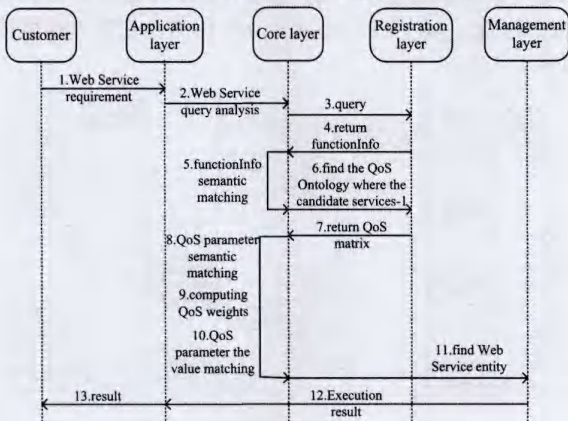 Customer
Application
layer
Core layer
Registration
layer
Management
layer
1.Web Service
requirement
2.Web Service
query analysis
3.query
4.return
functionInfo
5.functionInfo
semantic
matching
6.find the QoS
Ontology where the
candidate services-1
7.return QoS
matrix
8.QoS parameter
semantic
matching
9.computing
QoS weights
10.QoS
parameter the
value matching
11.find Web
Service entity
12.Execution
result
13.result